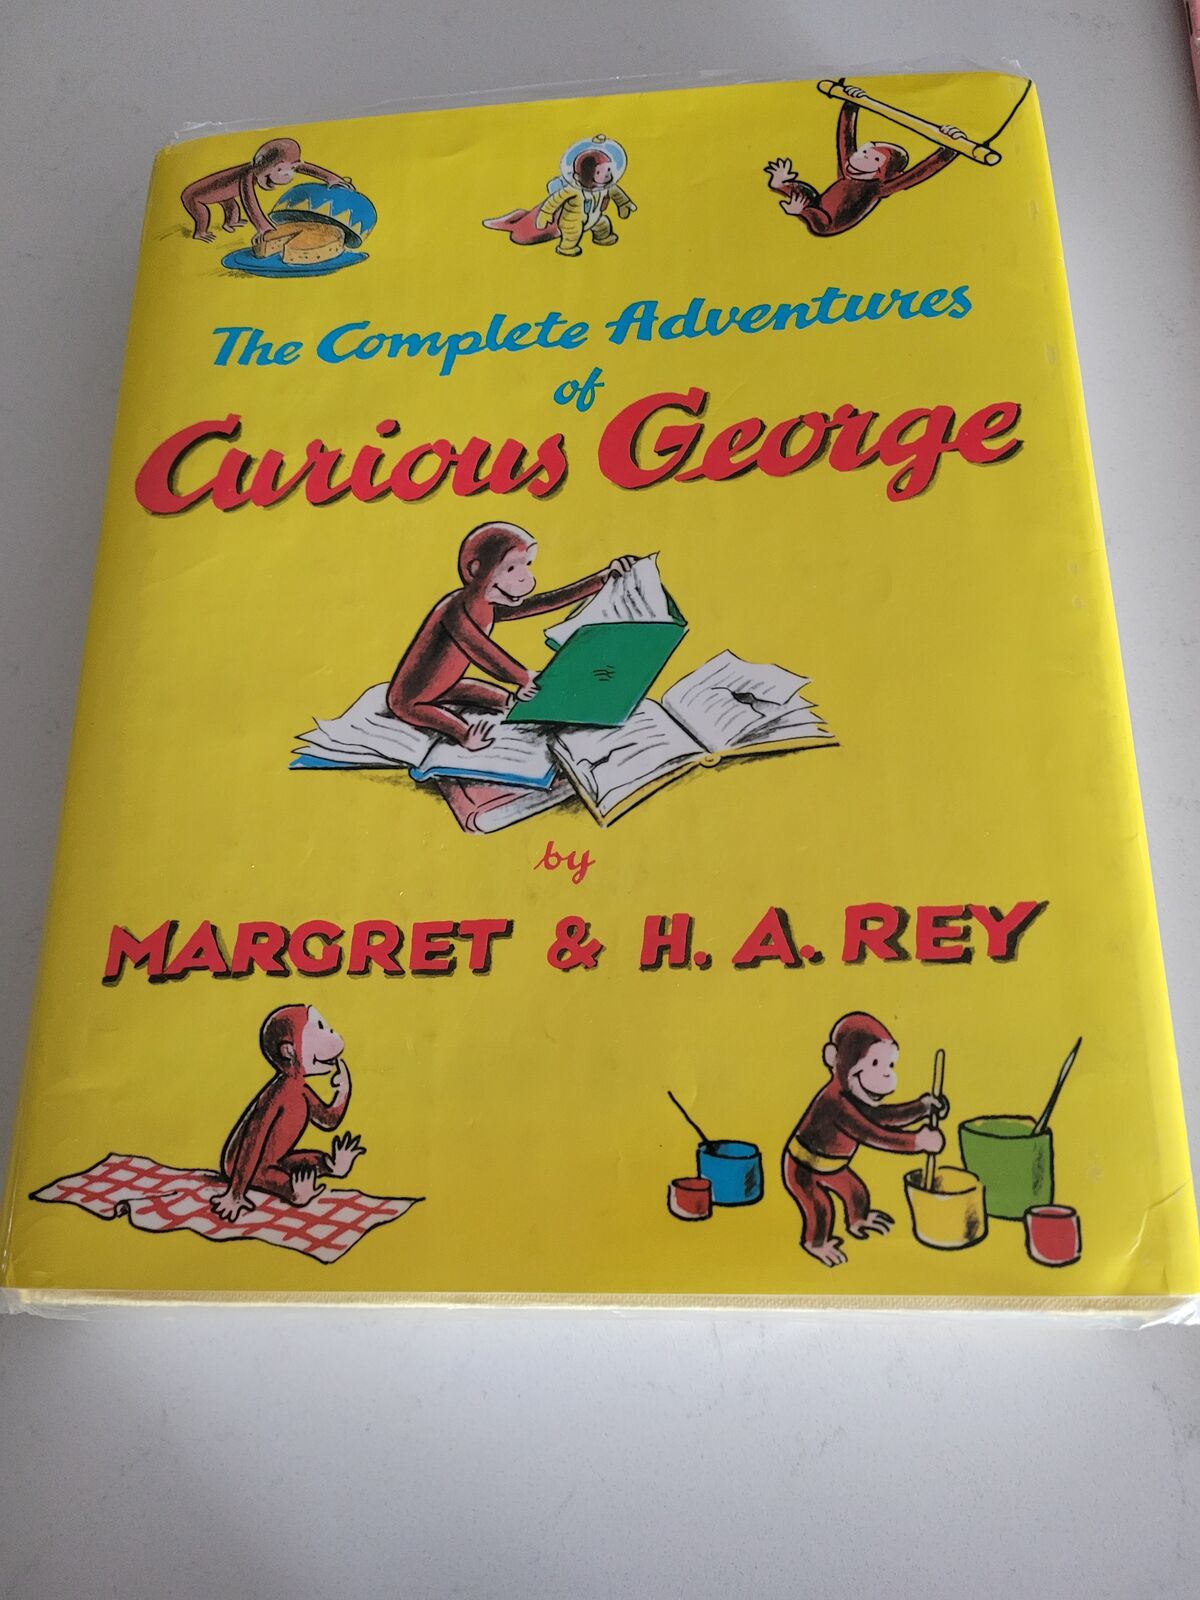 The Complete Adventures
of
Curious George
by
MARGRET & H. A. REY